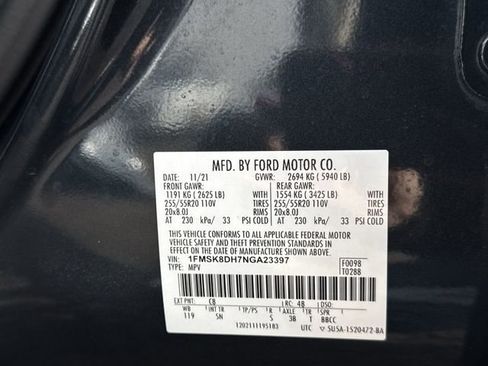 MFD. BY FORD MOTOR CO.
DATE: 11/21 GVWR: 2694 KG ( 5940 LB)
FRONT GAWR: REAR GAWR:
1191 KG ( 2625 LB) WITH 1554 KG ( 3425 LB) WITH
255/55R20 110V TIRES 255/55R20 110V TIRES
20x8.0J RIMS 20x8.0J RIMS
AT 230 kPa/ 33 PSI COLD AT 230 kPa/ 33 PSI COLD
THIS VEHICLE CONFORMS TO ALL APPLICABLE FEDERAL MOTOR
VEHICLE SAFETY AND THEFT PREVENTION STANDARDS IN
EFFECT ON THE DATE OF MANUFACTURE SHOWN ABOVE.
VIN: 1FMSK8DH7NGA23397 F0098
TYPE: MPV T0288
EXT PNT: C8 RC: 48 DSO:
WB INT TR TP/PS R AXLE TR SPR
119 SN S 38 T BBCC
1202111195183 UTC SU5A-1520472-BA